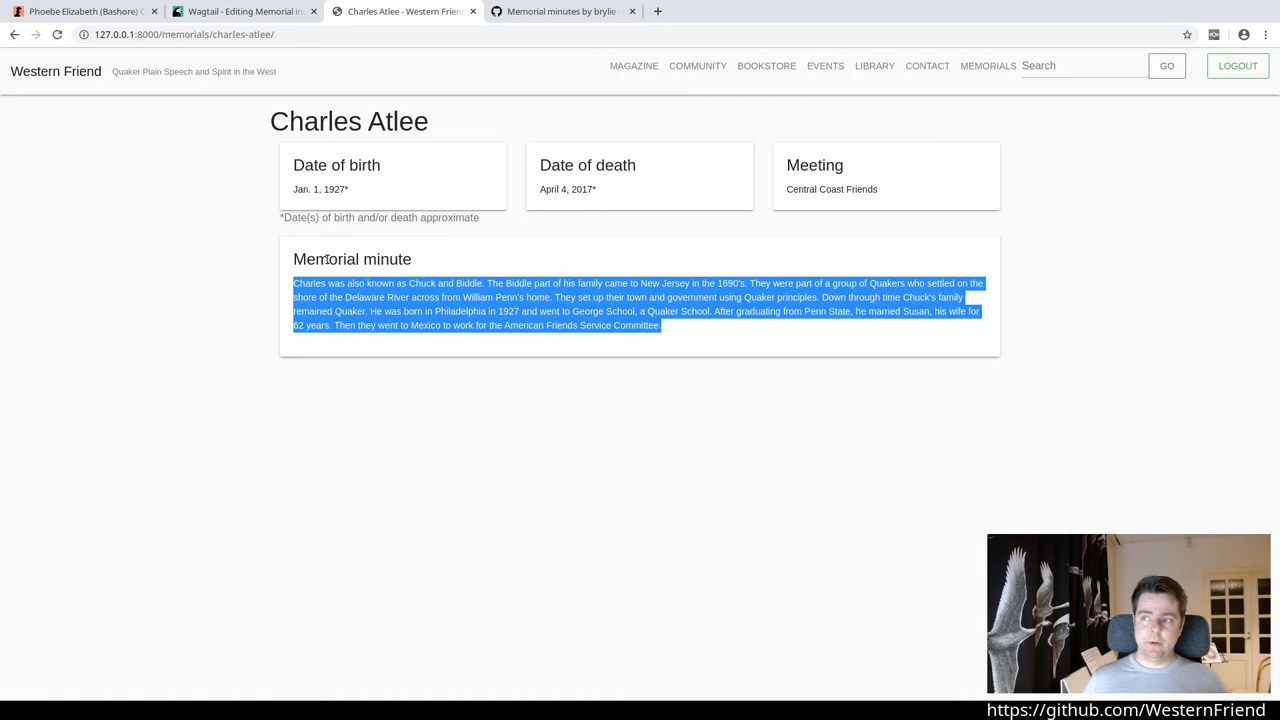 Phoebe Elizabeth (Bashore) C
Wagtail - Editing Memorial in
Charles Atlee - Western Frien
Memorial minutes by brylie
127.0.0.1:8000/memorials/charles-atlee/
Western Friend
Quaker Plain Speech and Spirit in the West
MAGAZINE
COMMUNITY
BOOKSTORE
EVENTS
LIBRARY
CONTACT
MEMORIALS
Search
GO
LOGOUT
Charles Atlee
Date of birth
Jan. 1, 1927*
Date of death
April 4, 2017*
Meeting
Central Coast Friends
*Date(s) of birth and/or death approximate
Memorial minute
Charles was also known as Chuck and Biddle. The Biddle part of his family came to New Jersey in the 1690's. They were part of a group of Quakers who settled on the
shore of the Delaware River across from William Penn's home. They set up their town and government using Quaker principles. Down through time Chuck's family
remained Quaker. He was born in Philadelphia in 1927 and went to George School, a Quaker School. After graduating from Penn State, he married Susan, his wife for
62 years. Then they went to Mexico to work for the American Friends Service Committee.
https://github.com/WesternFriend